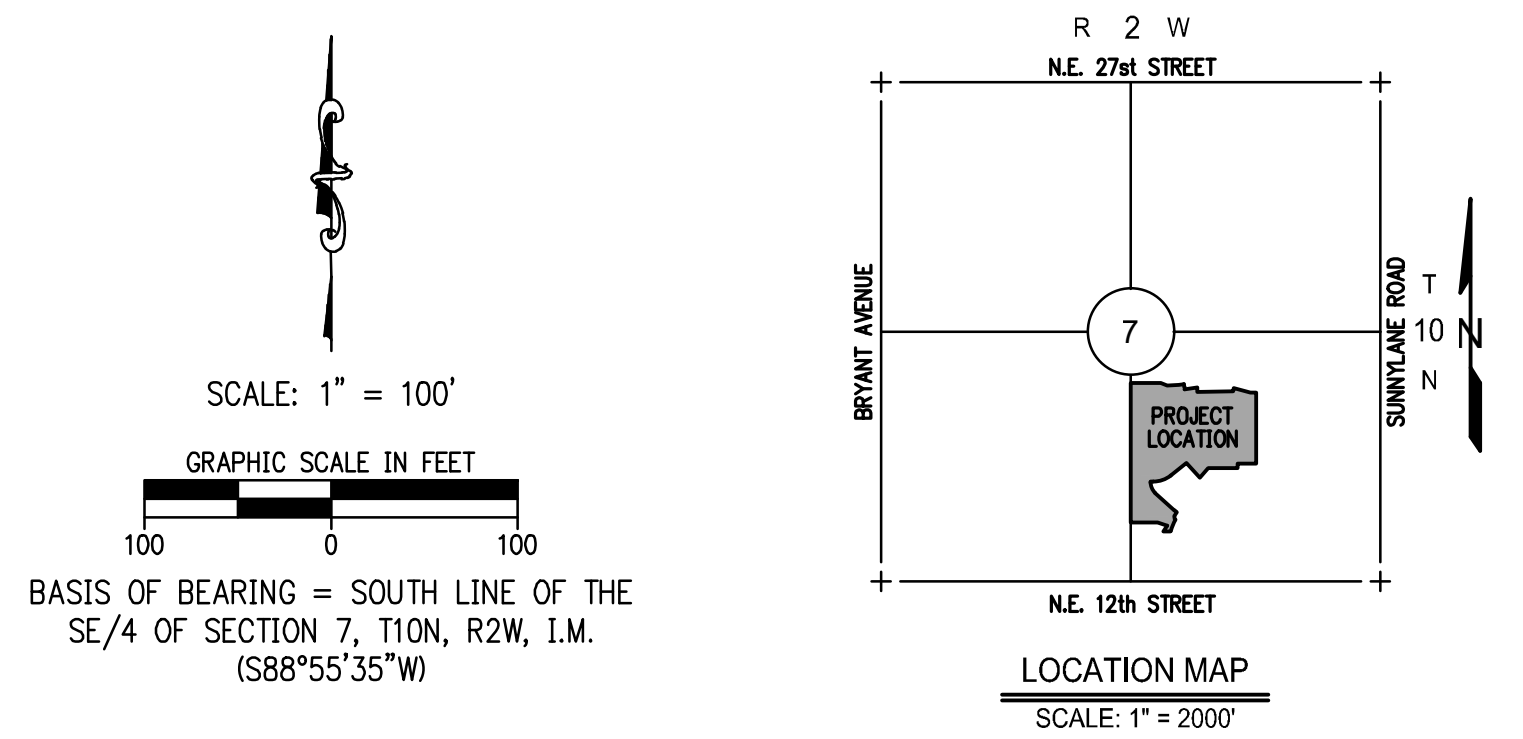 SCALE: 1" = 100'
GRAPHIC SCALE IN FEET
100 0 100
BASIS OF BEARING = SOUTH LINE OF THE
SE/4 OF SECTION 7, T10N, R2W, I.M.
(S88°55'35"W)
R 2 W
N.E. 27st STREET
BRYANT AVENUE
7
SUNNYLANE ROAD
T
10
N
N
PROJECT
LOCATION
N.E. 12th STREET
LOCATION MAP
SCALE: 1" = 2000'